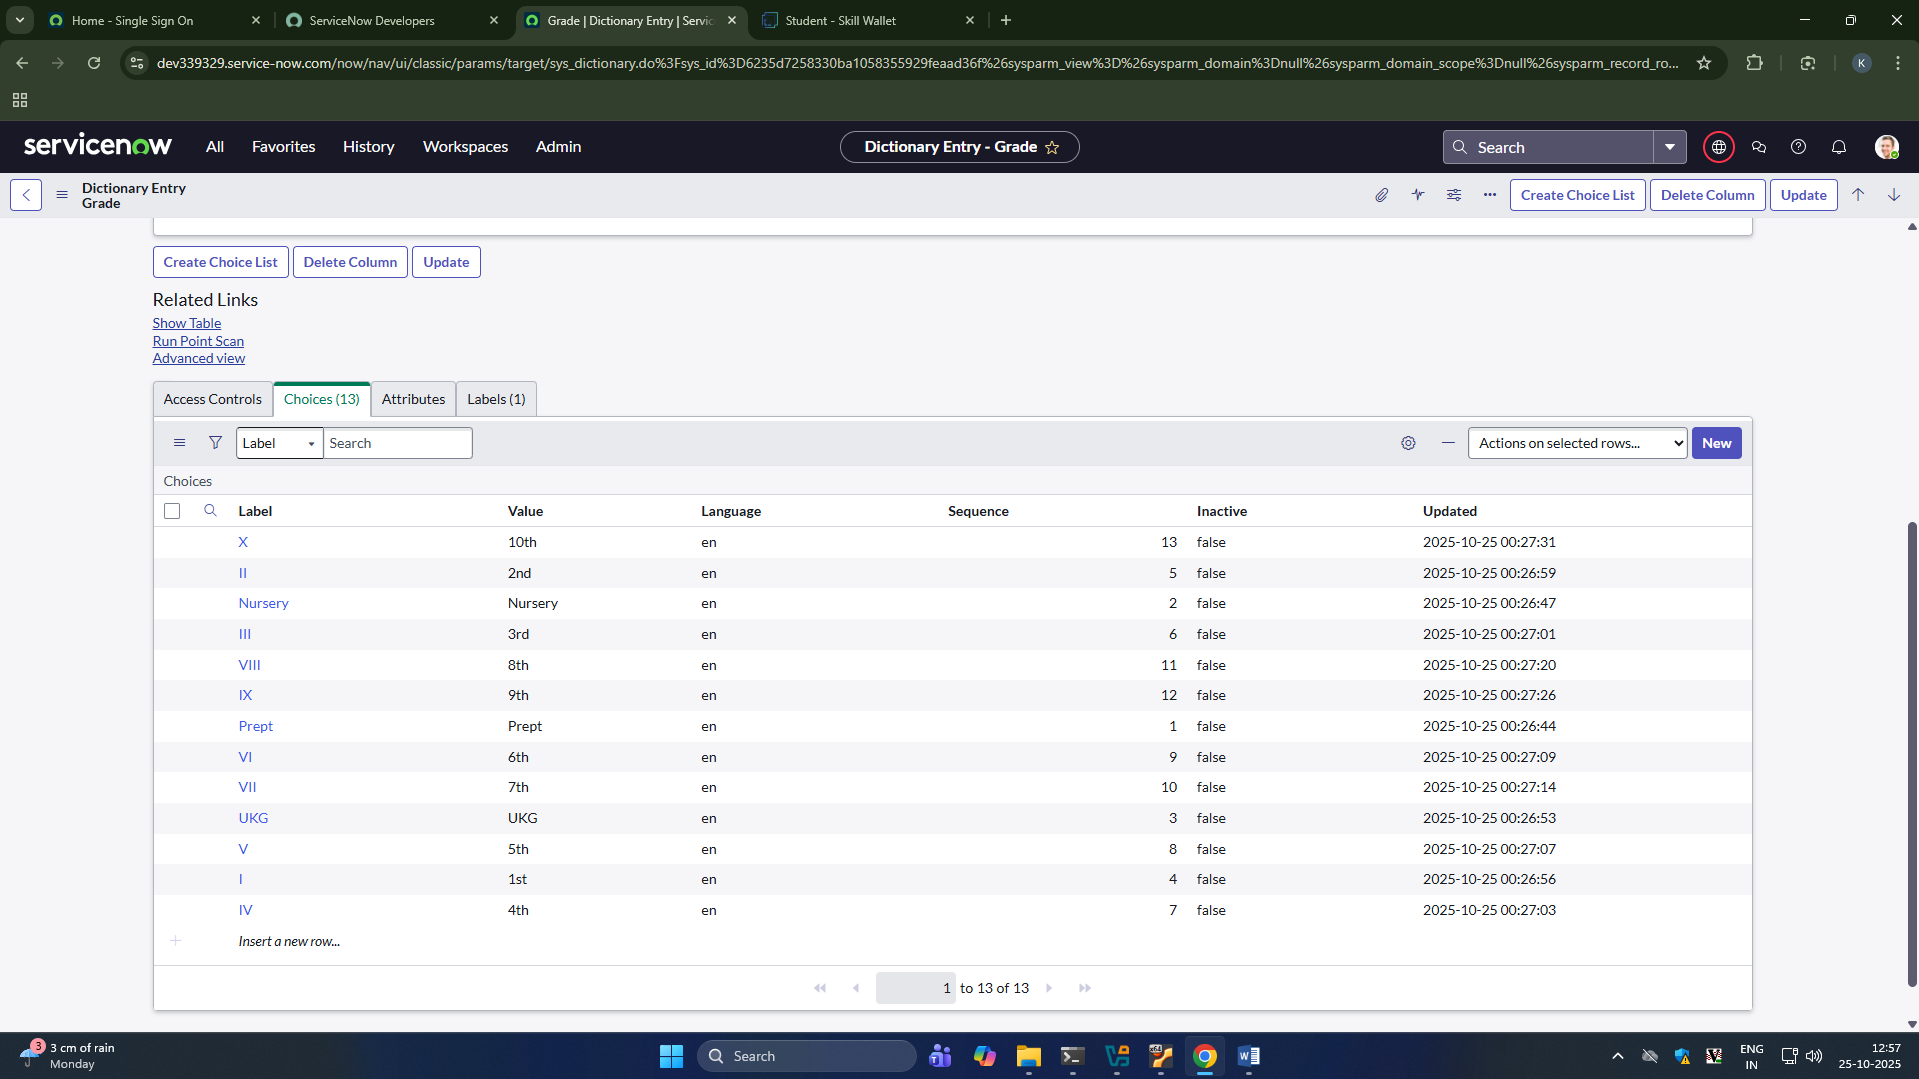 Home - Single Sign On
ServiceNow Developers
Grade | Dictionary Entry | Servic
Student - Skill Wallet
dev339329.service-now.com/now/nav/ui/classic/params/target/sys_dictionary.do%3Fsys_id%3D6235d7258330ba1058355929feaad36f%26sysparm_view%3D%26sysparm_domain%3Dnull%26sysparm_domain_scope%3Dnull%26sysparm_record_ro...
K
servicenow All Favorites History Workspaces Admin
Dictionary Entry - Grade
Search
Dictionary Entry
Grade
Create Choice List Delete Column Update
Create Choice List Delete Column Update
Related Links
Show Table
Run Point Scan
Advanced view
Access Controls Choices (13) Attributes Labels (1)
Label Search Actions on selected rows... New
Choices
Label Value Language Sequence Inactive Updated
X 10th en 13 false 2025-10-25 00:27:31
II 2nd en 5 false 2025-10-25 00:26:59
Nursery Nursery en 2 false 2025-10-25 00:26:47
III 3rd en 6 false 2025-10-25 00:27:01
VIII 8th en 11 false 2025-10-25 00:27:20
IX 9th en 12 false 2025-10-25 00:27:26
Prept Prept en 1 false 2025-10-25 00:26:44
VI 6th en 9 false 2025-10-25 00:27:09
VII 7th en 10 false 2025-10-25 00:27:14
UKG UKG en 3 false 2025-10-25 00:26:53
V 5th en 8 false 2025-10-25 00:27:07
I 1st en 4 false 2025-10-25 00:26:56
IV 4th en 7 false 2025-10-25 00:27:03
Insert a new row...
1 to 13 of 13
3
3 cm of rain
Monday
Search
ENG
IN
12:57
25-10-2025